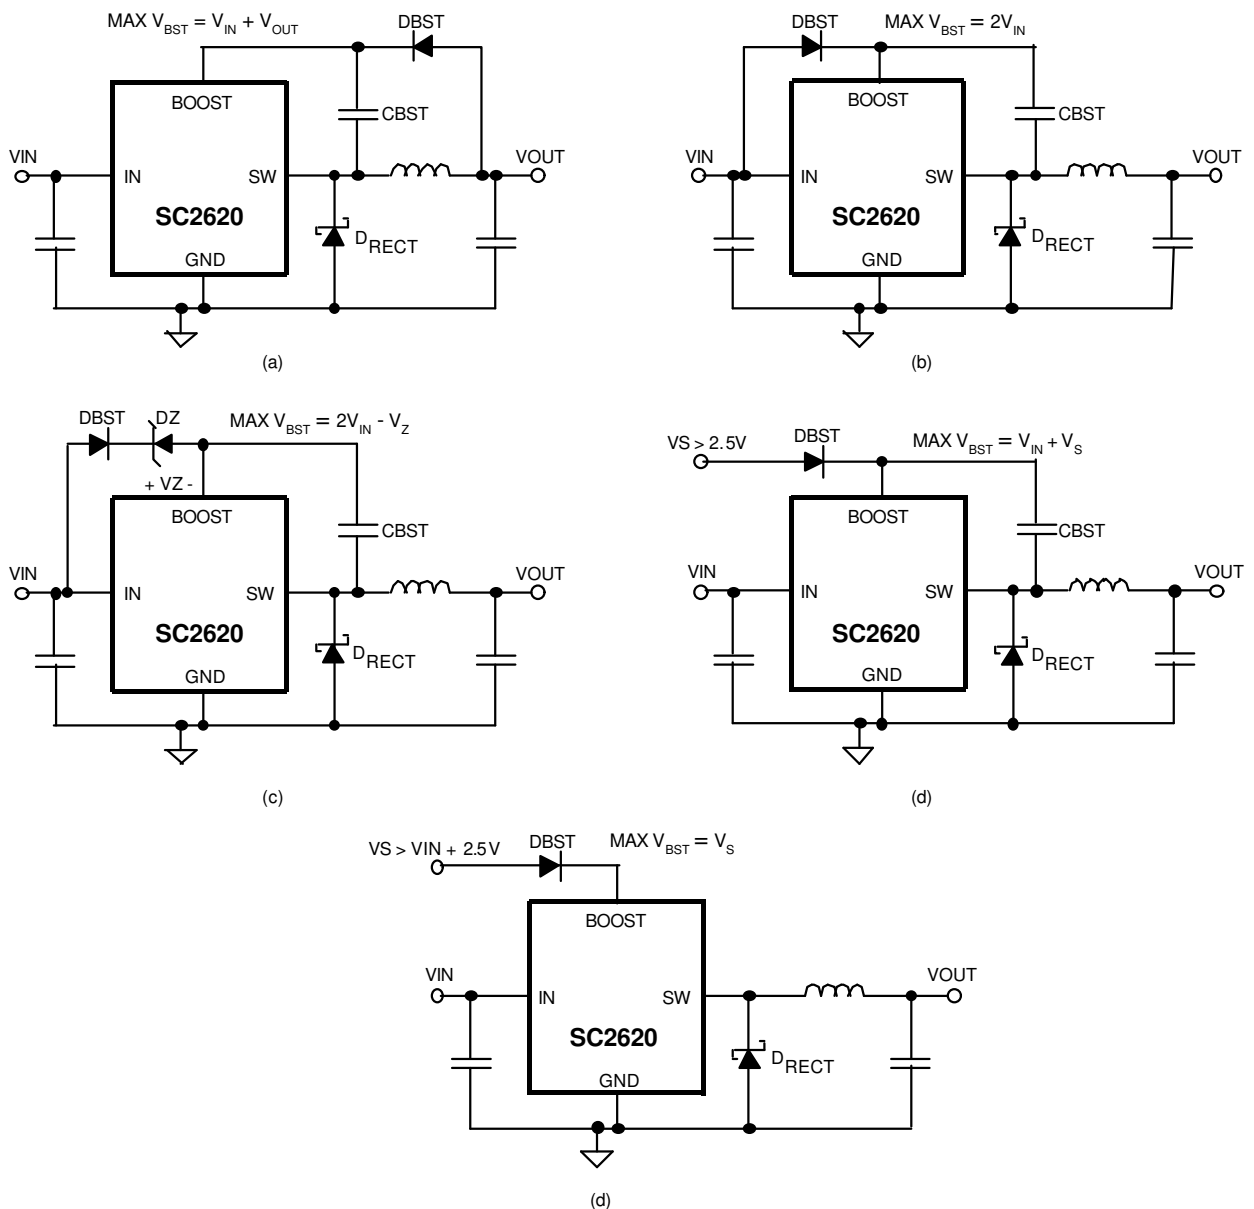 MAX VBST = VIN + VOUT
DBST
BOOST
CBST
VIN
IN
SW
VOUT
SC2620
DRECT
GND
(a)
DBST
MAX VBST = 2VIN
BOOST
CBST
VIN
IN
SW
VOUT
SC2620
DRECT
GND
(b)
DBST
DZ
MAX VBST = 2VIN - VZ
+ VZ -
BOOST
CBST
VIN
IN
SW
VOUT
SC2620
DRECT
GND
(c)
VS > 2.5V
DBST
MAX VBST = VIN + VS
BOOST
CBST
VIN
IN
SW
VOUT
SC2620
DRECT
GND
(d)
VS > VIN + 2.5V
DBST
MAX VBST = VS
BOOST
VIN
IN
SW
VOUT
SC2620
DRECT
GND
(d)